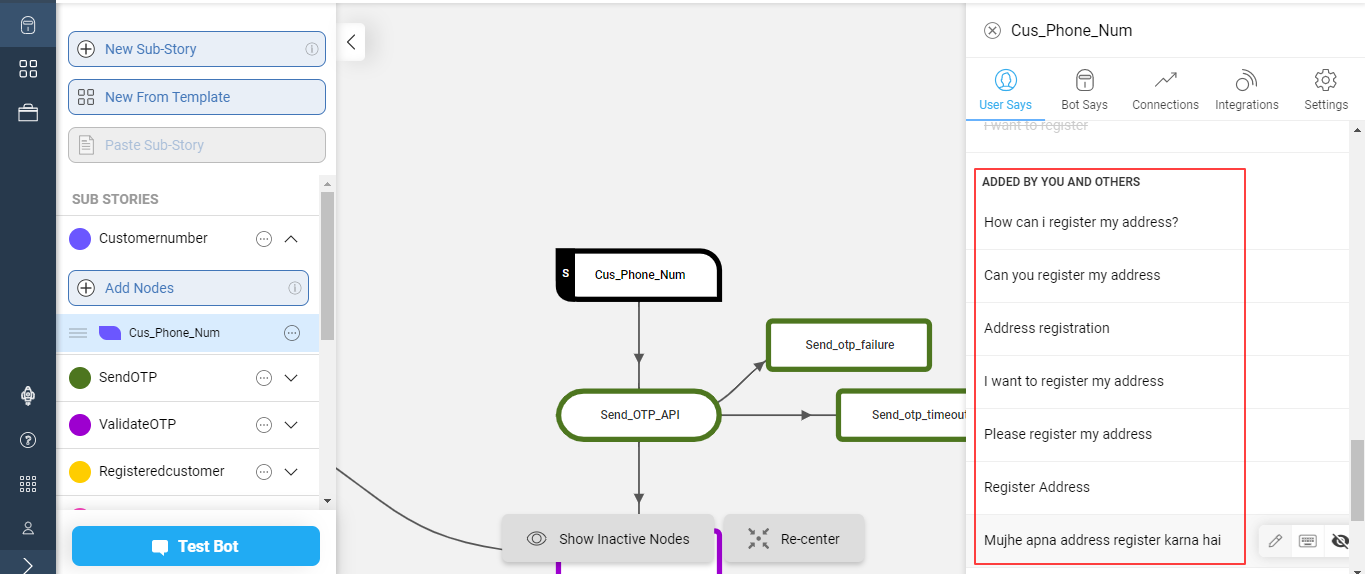 New Sub-Story
New From Template
Paste Sub-Story
SUB STORIES
Customernumber
Add Nodes
Cus_Phone_Num
SendOTP
ValidateOTP
Registeredcustomer
Test Bot
S
Cus_Phone_Num
Send_otp_failure
Send_OTP_API
Send_otp_timeout
Show Inactive Nodes
Re-center
Cus_Phone_Num
User Says
Bot Says
Connections
Integrations
Settings
I want to register
ADDED BY YOU AND OTHERS
How can i register my address?
Can you register my address
Address registration
I want to register my address
Please register my address
Register Address
Mujhe apna address register karna hai